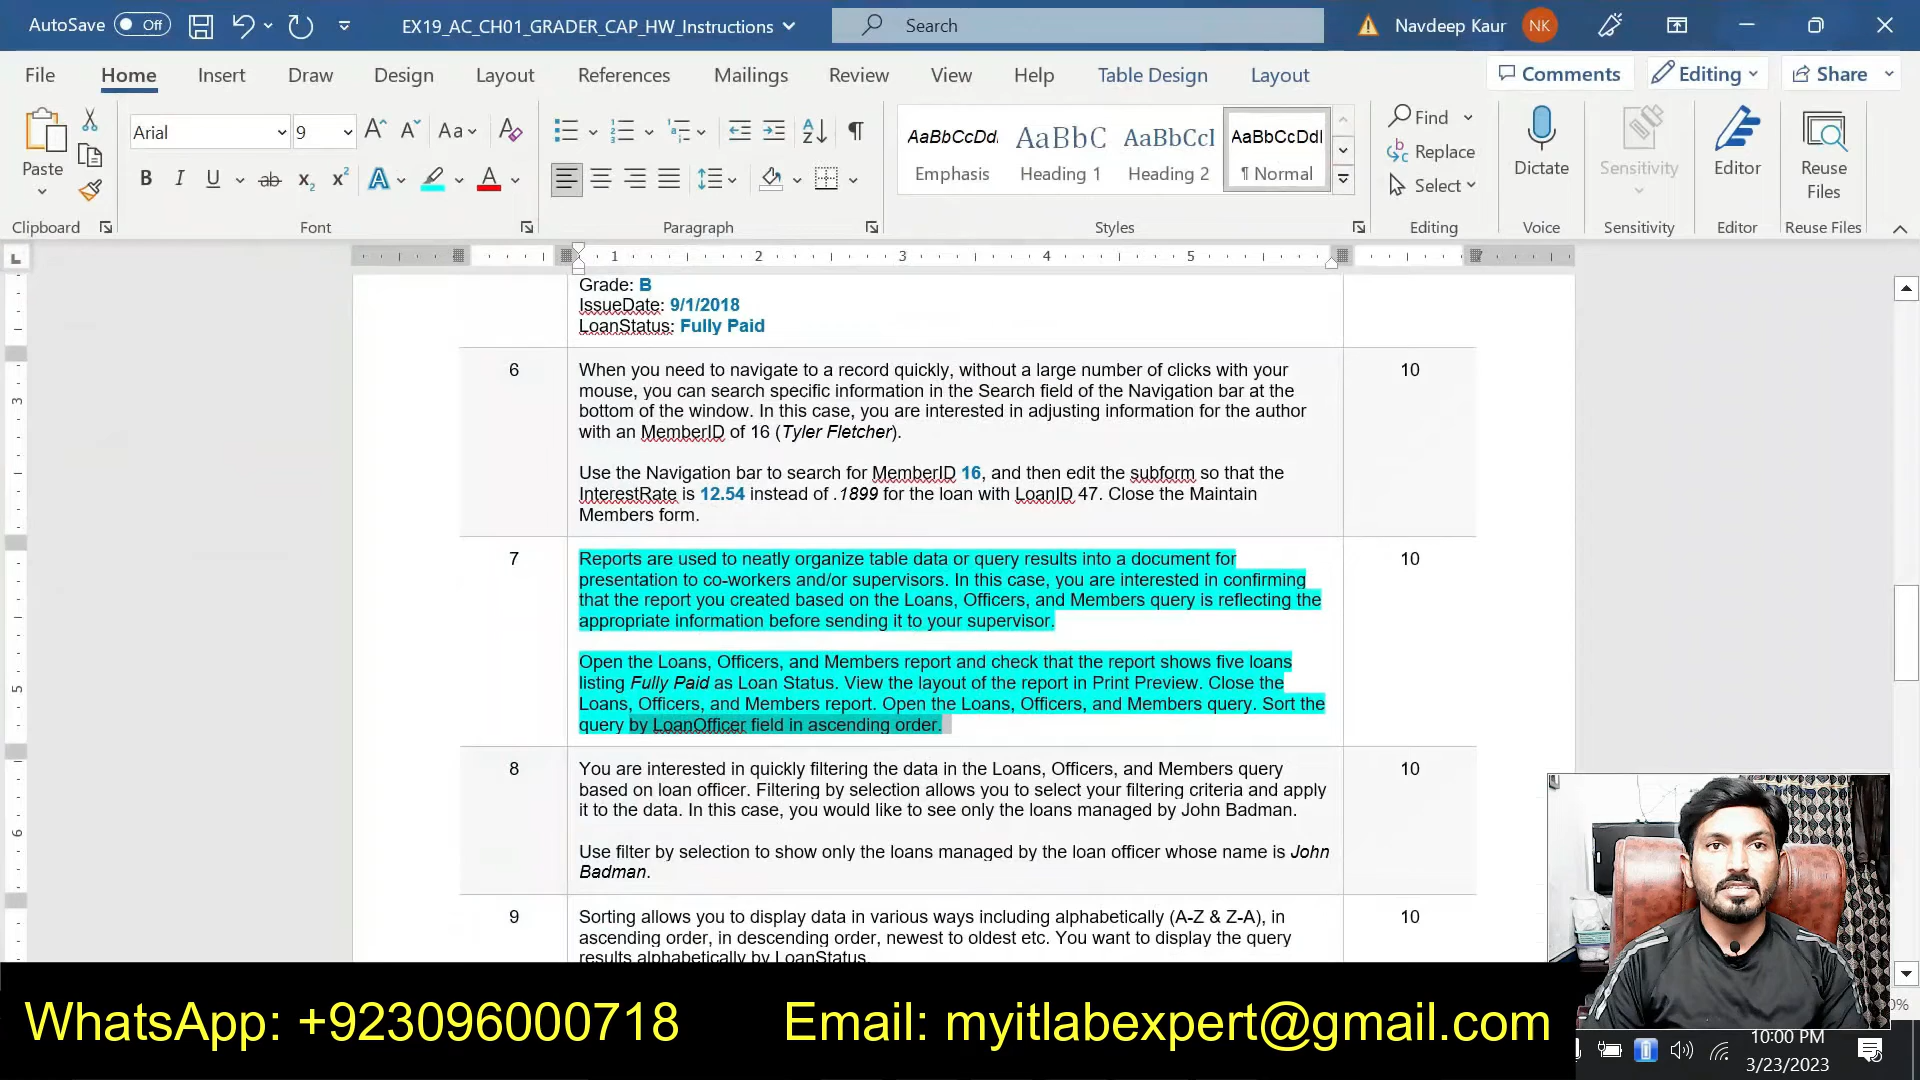 AutoSave Off EX19_AC_CH01_GRADER_CAP_HW_Instructions Search Navdeep Kaur NK
File Home Insert Draw Design Layout References Mailings Review View Help Table Design Layout Comments Editing Share
Paste Arial 9 Aa AaBbCcDd. AaBbC AaBbCcI AaBbCcDdI Find Dictate Sensitivity Editor Reuse Files
Replace
B I U ab x₂ x² A A Emphasis Heading 1 Heading 2 ¶ Normal Select
Clipboard Font Paragraph Styles Editing Voice Sensitivity Editor Reuse Files
1 2 3 4 5
Grade: B
IssueDate: 9/1/2018
LoanStatus: Fully Paid
6 When you need to navigate to a record quickly, without a large number of clicks with your 10
mouse, you can search specific information in the Search field of the Navigation bar at the
bottom of the window. In this case, you are interested in adjusting information for the author
with an MemberID of 16 (Tyler Fletcher).
Use the Navigation bar to search for MemberID 16, and then edit the subform so that the
InterestRate is 12.54 instead of .1899 for the loan with LoanID 47. Close the Maintain
Members form.
7 Reports are used to neatly organize table data or query results into a document for 10
presentation to co-workers and/or supervisors. In this case, you are interested in confirming
that the report you created based on the Loans, Officers, and Members query is reflecting the
appropriate information before sending it to your supervisor.
Open the Loans, Officers, and Members report and check that the report shows five loans
listing Fully Paid as Loan Status. View the layout of the report in Print Preview. Close the
Loans, Officers, and Members report. Open the Loans, Officers, and Members query. Sort the
query by LoanOfficer field in ascending order.
8 You are interested in quickly filtering the data in the Loans, Officers, and Members query 10
based on loan officer. Filtering by selection allows you to select your filtering criteria and apply
it to the data. In this case, you would like to see only the loans managed by John Badman.
Use filter by selection to show only the loans managed by the loan officer whose name is John
Badman.
9 Sorting allows you to display data in various ways including alphabetically (A-Z & Z-A), in 10
ascending order, in descending order, newest to oldest etc. You want to display the query
results alphabetically by LoanStatus.
3
5
6
WhatsApp: +923096000718 Email: myitlabexpert@gmail.com
10:00 PM
3/23/2023